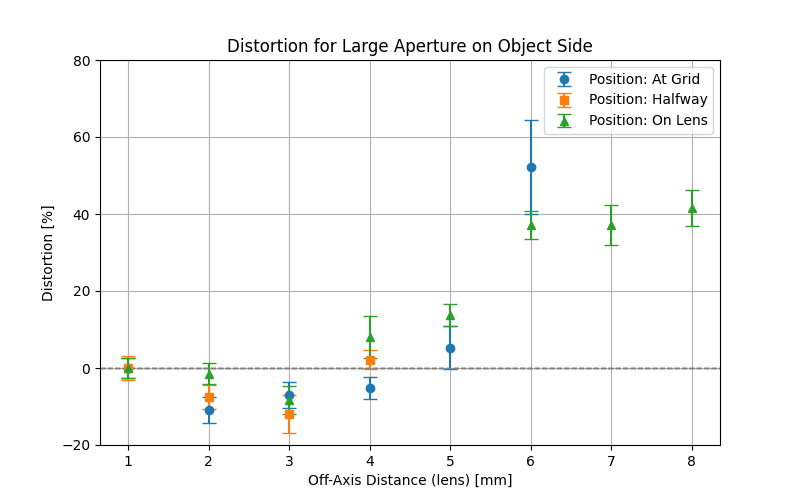 Distortion for Large Aperture on Object Side
Position: At Grid
Position: Halfway
Position: On Lens
Distortion [%]
80
60
40
20
0
−20
1 2 3 4 5 6 7 8
Off-Axis Distance (lens) [mm]